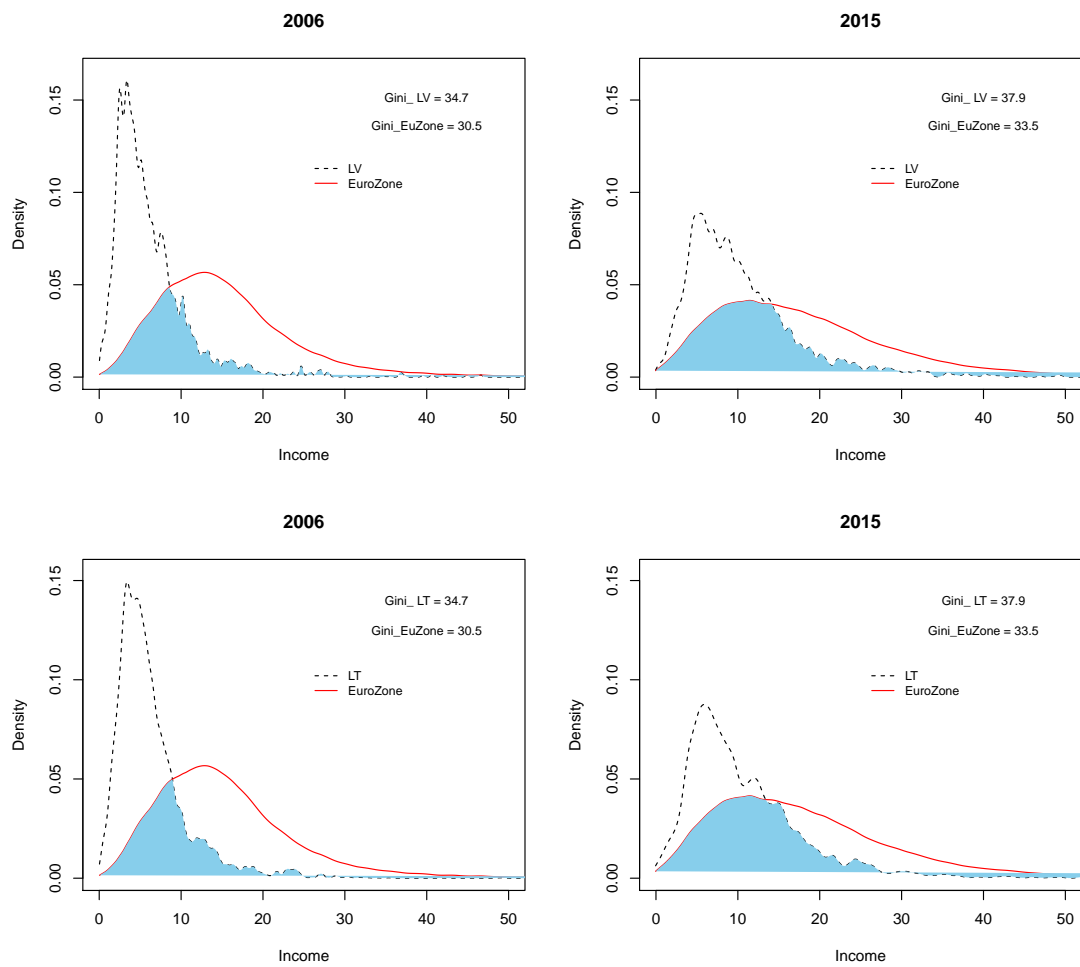 2006
Gini_ LV = 34.7
Gini_EuZone = 30.5
LV
EuroZone
Density
0.00 0.05 0.10 0.15
0 10 20 30 40 50
Income
2015
Gini_ LV = 37.9
Gini_EuZone = 33.5
LV
EuroZone
Density
0.00 0.05 0.10 0.15
0 10 20 30 40 50
Income
2006
Gini_ LT = 34.7
Gini_EuZone = 30.5
LT
EuroZone
Density
0.00 0.05 0.10 0.15
0 10 20 30 40 50
Income
2015
Gini_ LT = 37.9
Gini_EuZone = 33.5
LT
EuroZone
Density
0.00 0.05 0.10 0.15
0 10 20 30 40 50
Income